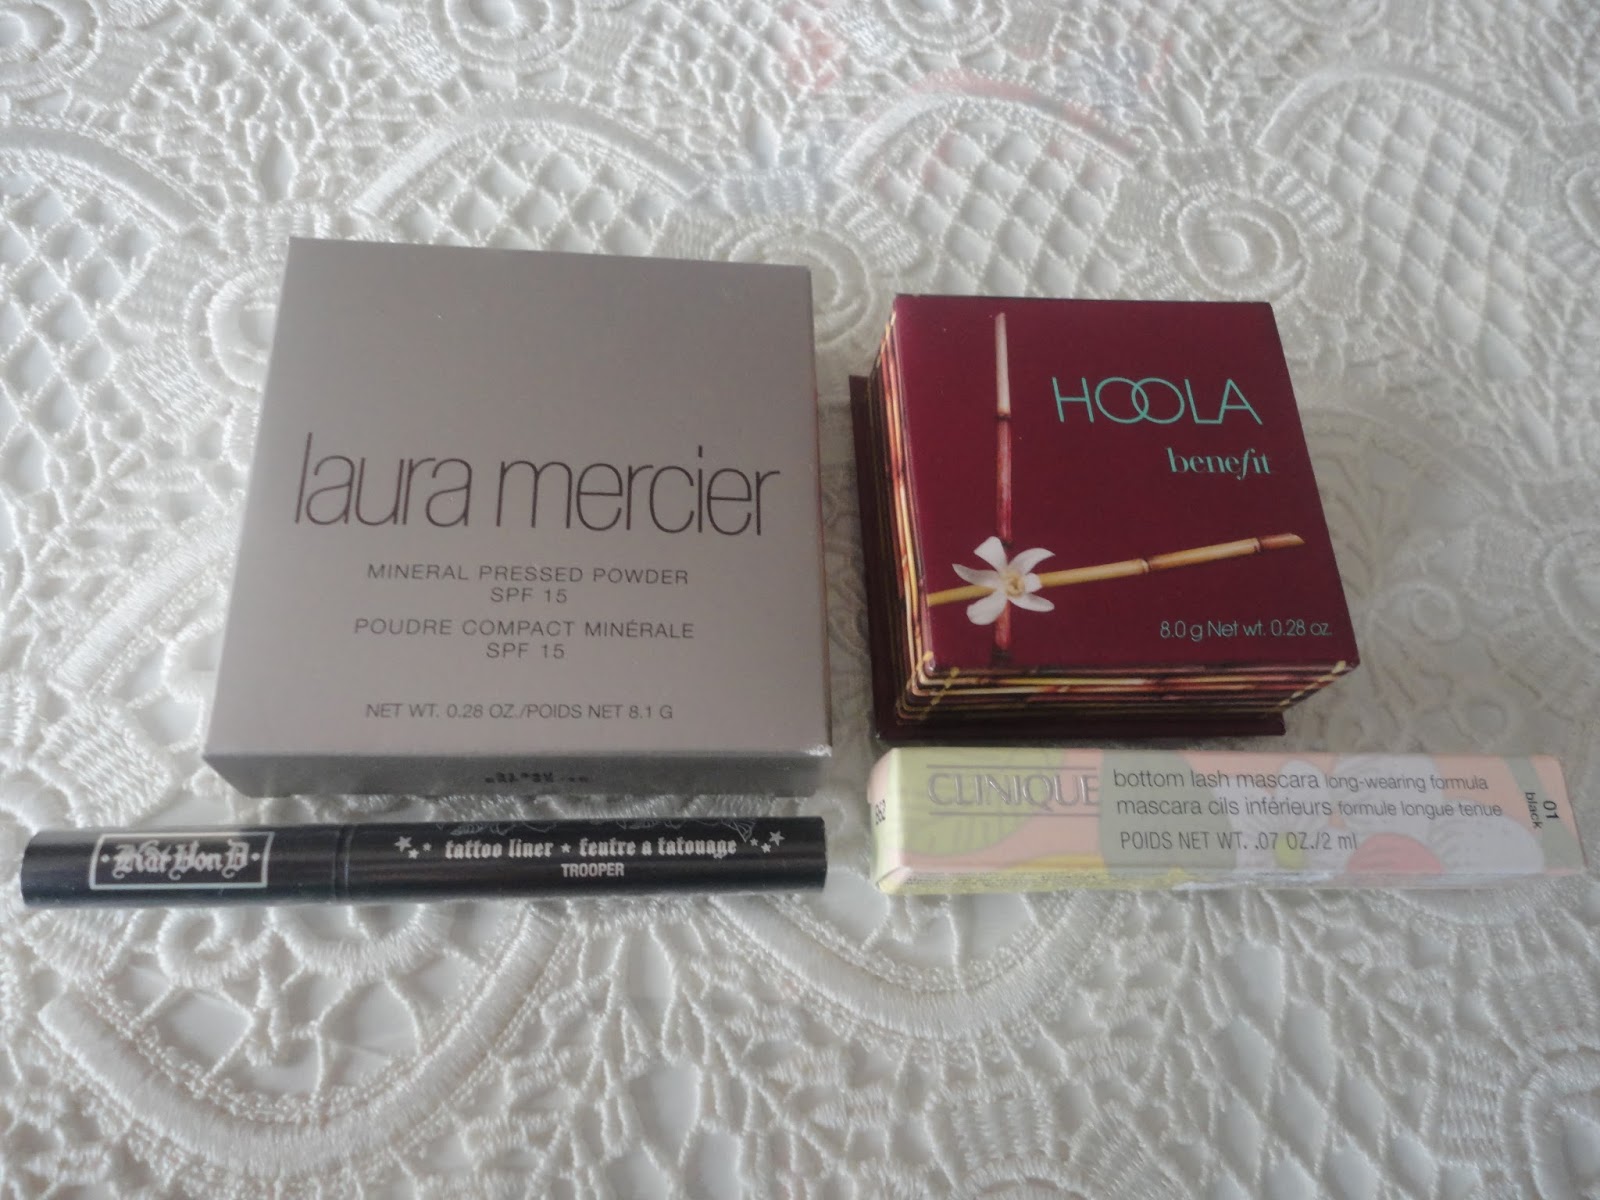 laura mercier
MINERAL PRESSED POWDER
SPF 15
POUDRE COMPACT MINÉRALE
SPF 15
NET WT. 0.28 OZ./POIDS NET 8.1 G
HOOLA
benefit
8.0 g Net wt. 0.28 oz.
Kat Von D
tattoo liner ★ feutre a tatouage
TROOPER
CLINIQUE
bottom lash mascara long-wearing formula
mascara cils inférieurs formule longue tenue
POIDS NET WT. .07 OZ./2 ml
01
black